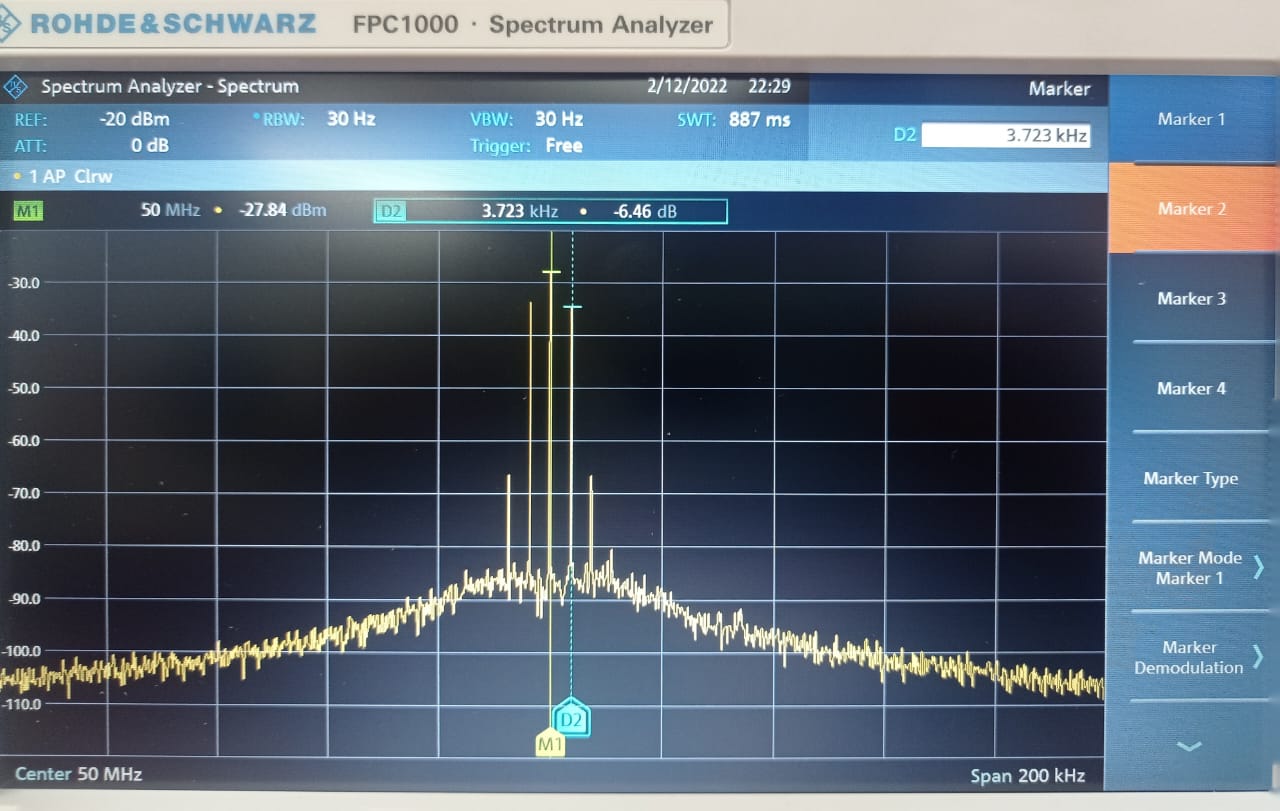 ROHDE&SCHWARZ FPC1000 · Spectrum Analyzer
Spectrum Analyzer - Spectrum 2/12/2022 22:29 Marker
REF: -20 dBm RBW: 30 Hz VBW: 30 Hz SWT: 887 ms
ATT: 0 dB Trigger: Free
D2 3.723 kHz
1 AP Clrw
M1 50 MHz • -27.84 dBm D2 3.723 kHz • -6.46 dB
-30.0
-40.0
-50.0
-60.0
-70.0
-80.0
-90.0
-100.0
-110.0
D2
M1
Center 50 MHz Span 200 kHz
Marker 1
Marker 2
Marker 3
Marker 4
Marker Type
Marker Mode
Marker 1
Marker
Demodulation